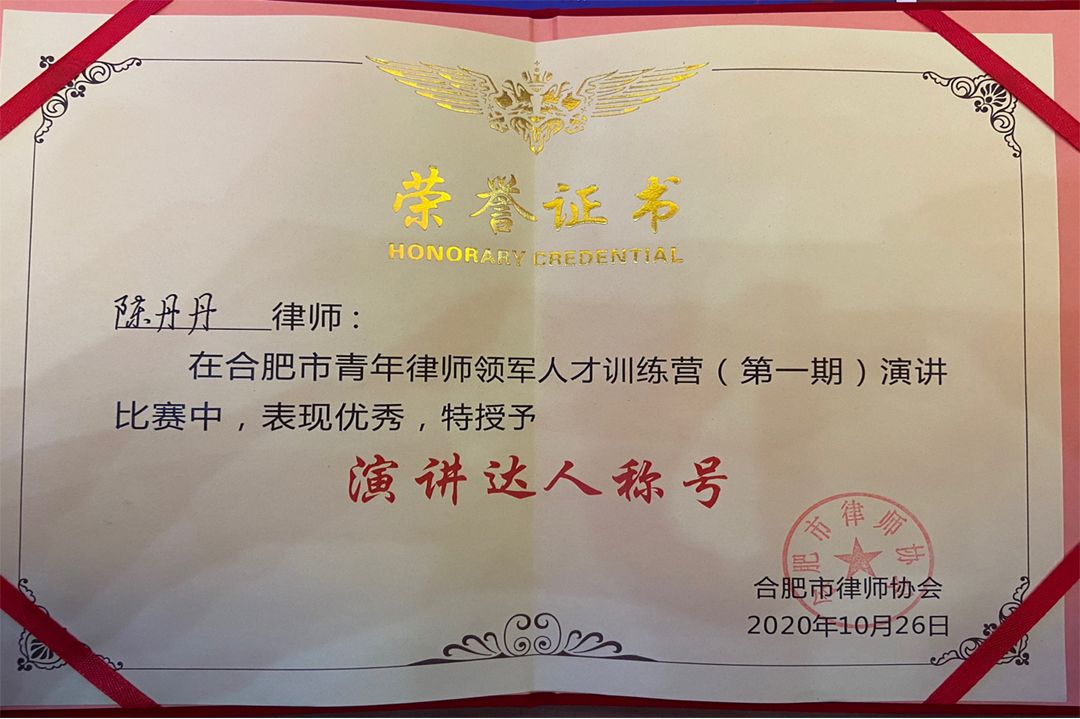 荣誉证书
HONORARY CREDENTIAL
陈丹丹 律师:
在合肥市青年律师领军人才训练营(第一期)演讲
比赛中,表现优秀,特授予
演讲达人称号
合肥市律师协会
合肥市律师协会
2020年10月26日